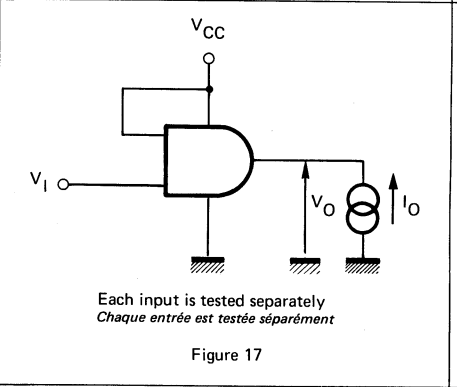 VCC
VI
VO
IO
Each input is tested separately
Chaque entrée est testée séparément
Figure 17